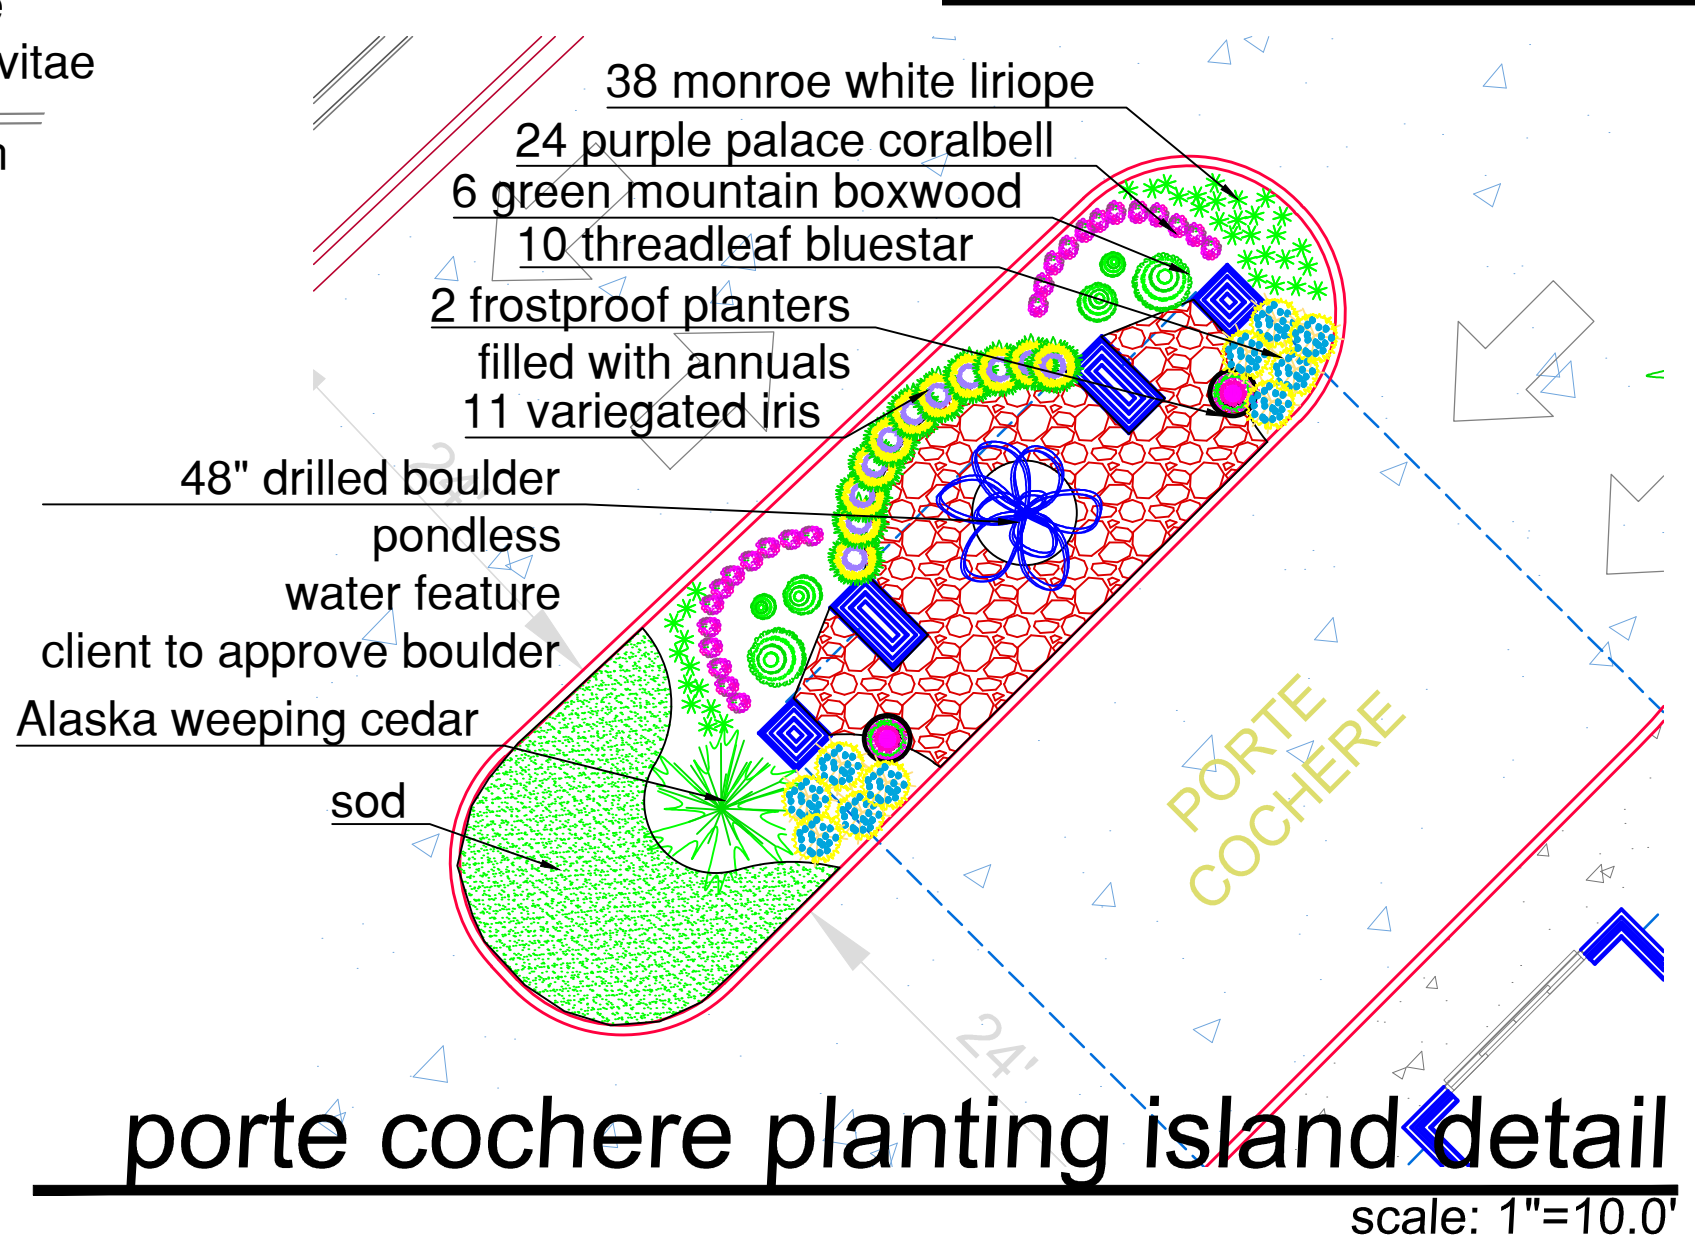 vitae
38 monroe white liriope
24 purple palace coralbell
6 green mountain boxwood
10 threadleaf bluestar
2 frostproof planters
filled with annuals
11 variegated iris
24'
48" drilled boulder
pondless
water feature
client to approve boulder
Alaska weeping cedar
sod
PORTE
COCHERE
24'
porte cochere planting island detail
scale: 1"=10.0'